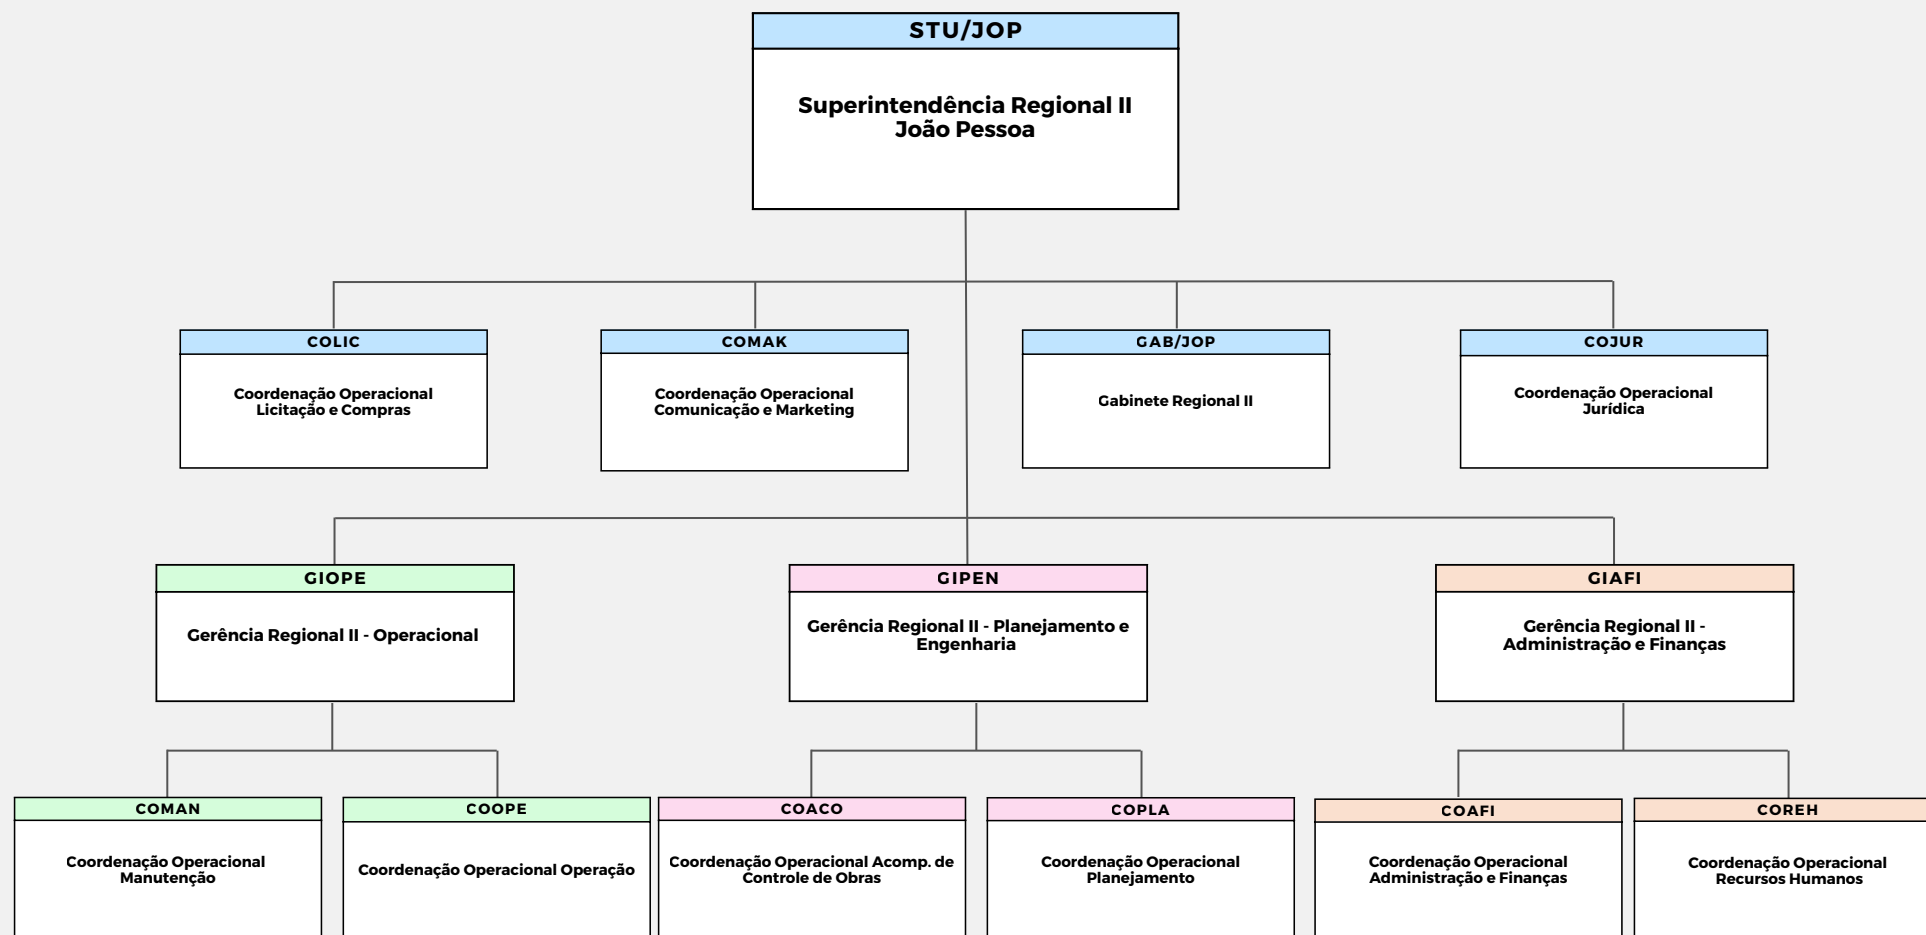 STU/JOP
Superintendência Regional II
João Pessoa
COLIC
Coordenação Operacional
Licitação e Compras
COMAK
Coordenação Operacional
Comunicação e Marketing
GAB/JOP
Gabinete Regional II
COJUR
Coordenação Operacional
Jurídica
GIOPE
Gerência Regional II - Operacional
GIPEN
Gerência Regional II - Planejamento e
Engenharia
GIAFI
Gerência Regional II -
Administração e Finanças
COMAN
Coordenação Operacional
Manutenção
COOPE
Coordenação Operacional Operação
COACO
Coordenação Operacional Acomp. de
Controle de Obras
COPLA
Coordenação Operacional
Planejamento
COAFI
Coordenação Operacional
Administração e Finanças
COREH
Coordenação Operacional
Recursos Humanos